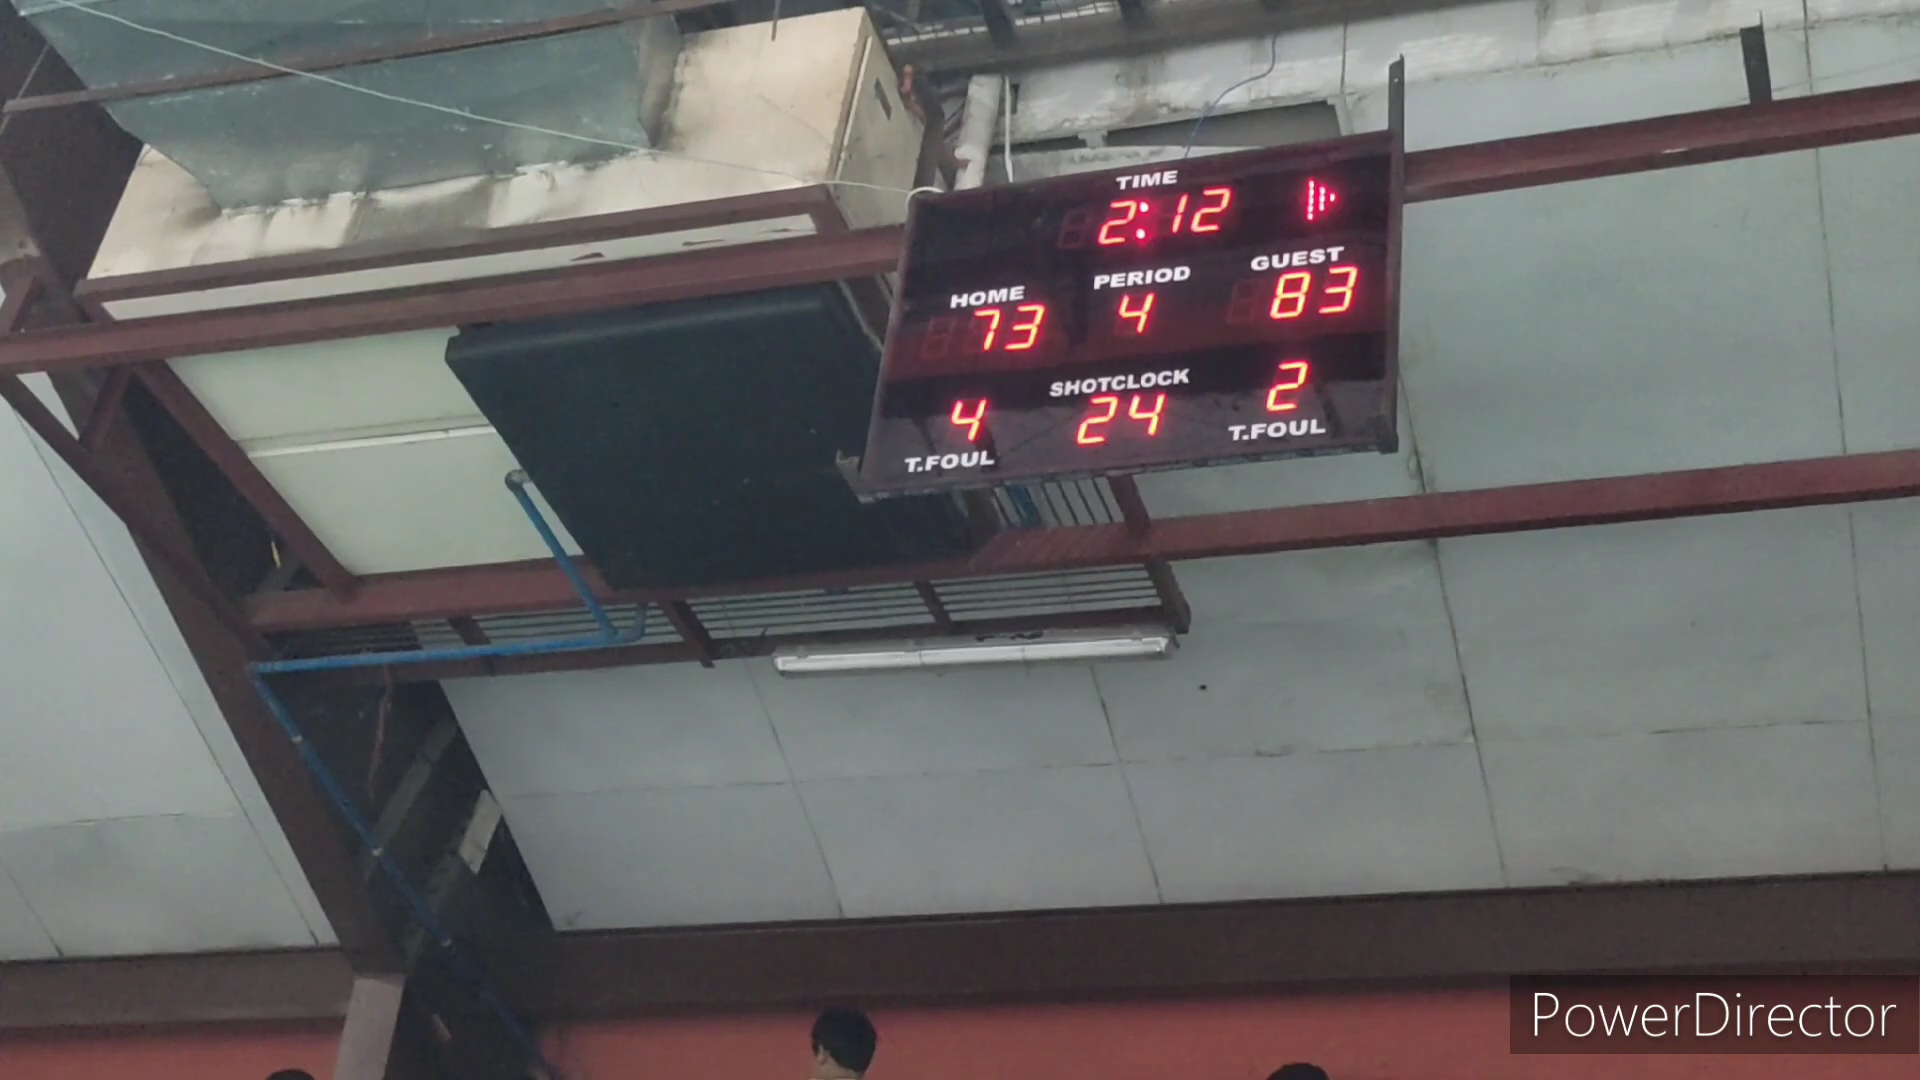 TIME
2:12
HOME PERIOD GUEST
73 4 83
SHOTCLOCK
4 24 2
T.FOUL T.FOUL
PowerDirector